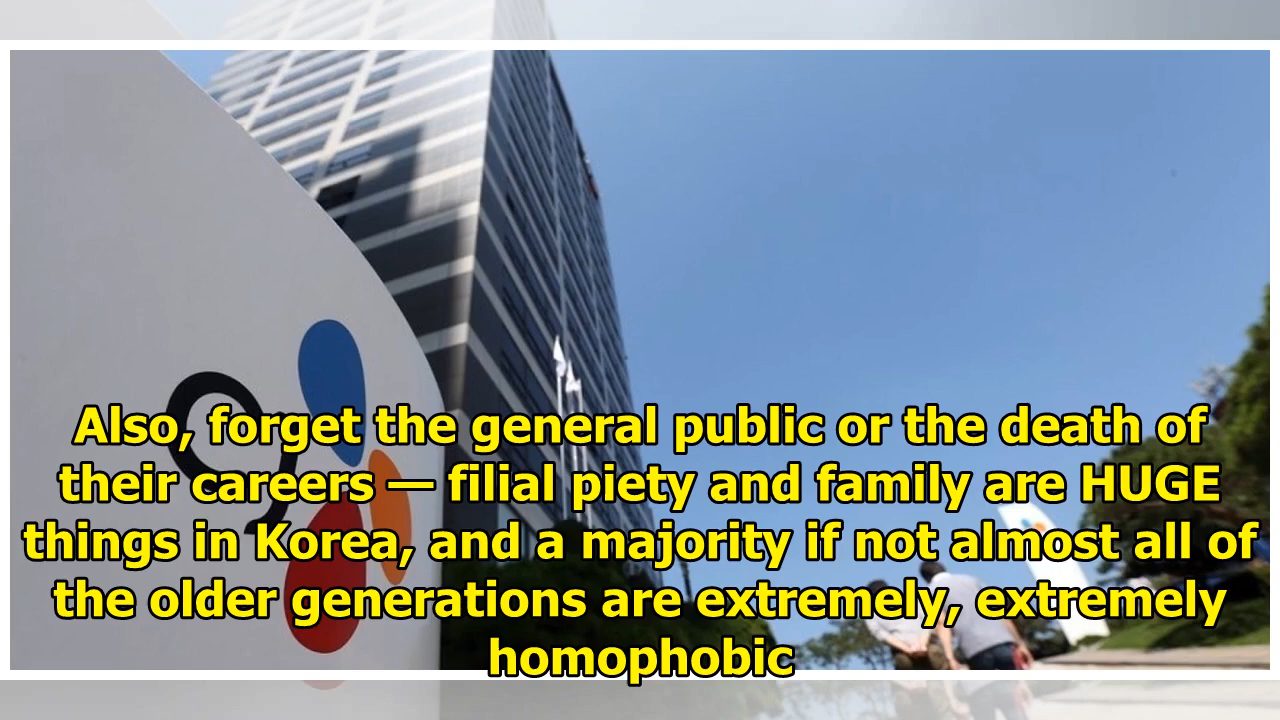 Also, forget the general public or the death of
their careers — filial piety and family are HUGE
things in Korea, and a majority if not almost all of
the older generations are extremely, extremely
homophobic